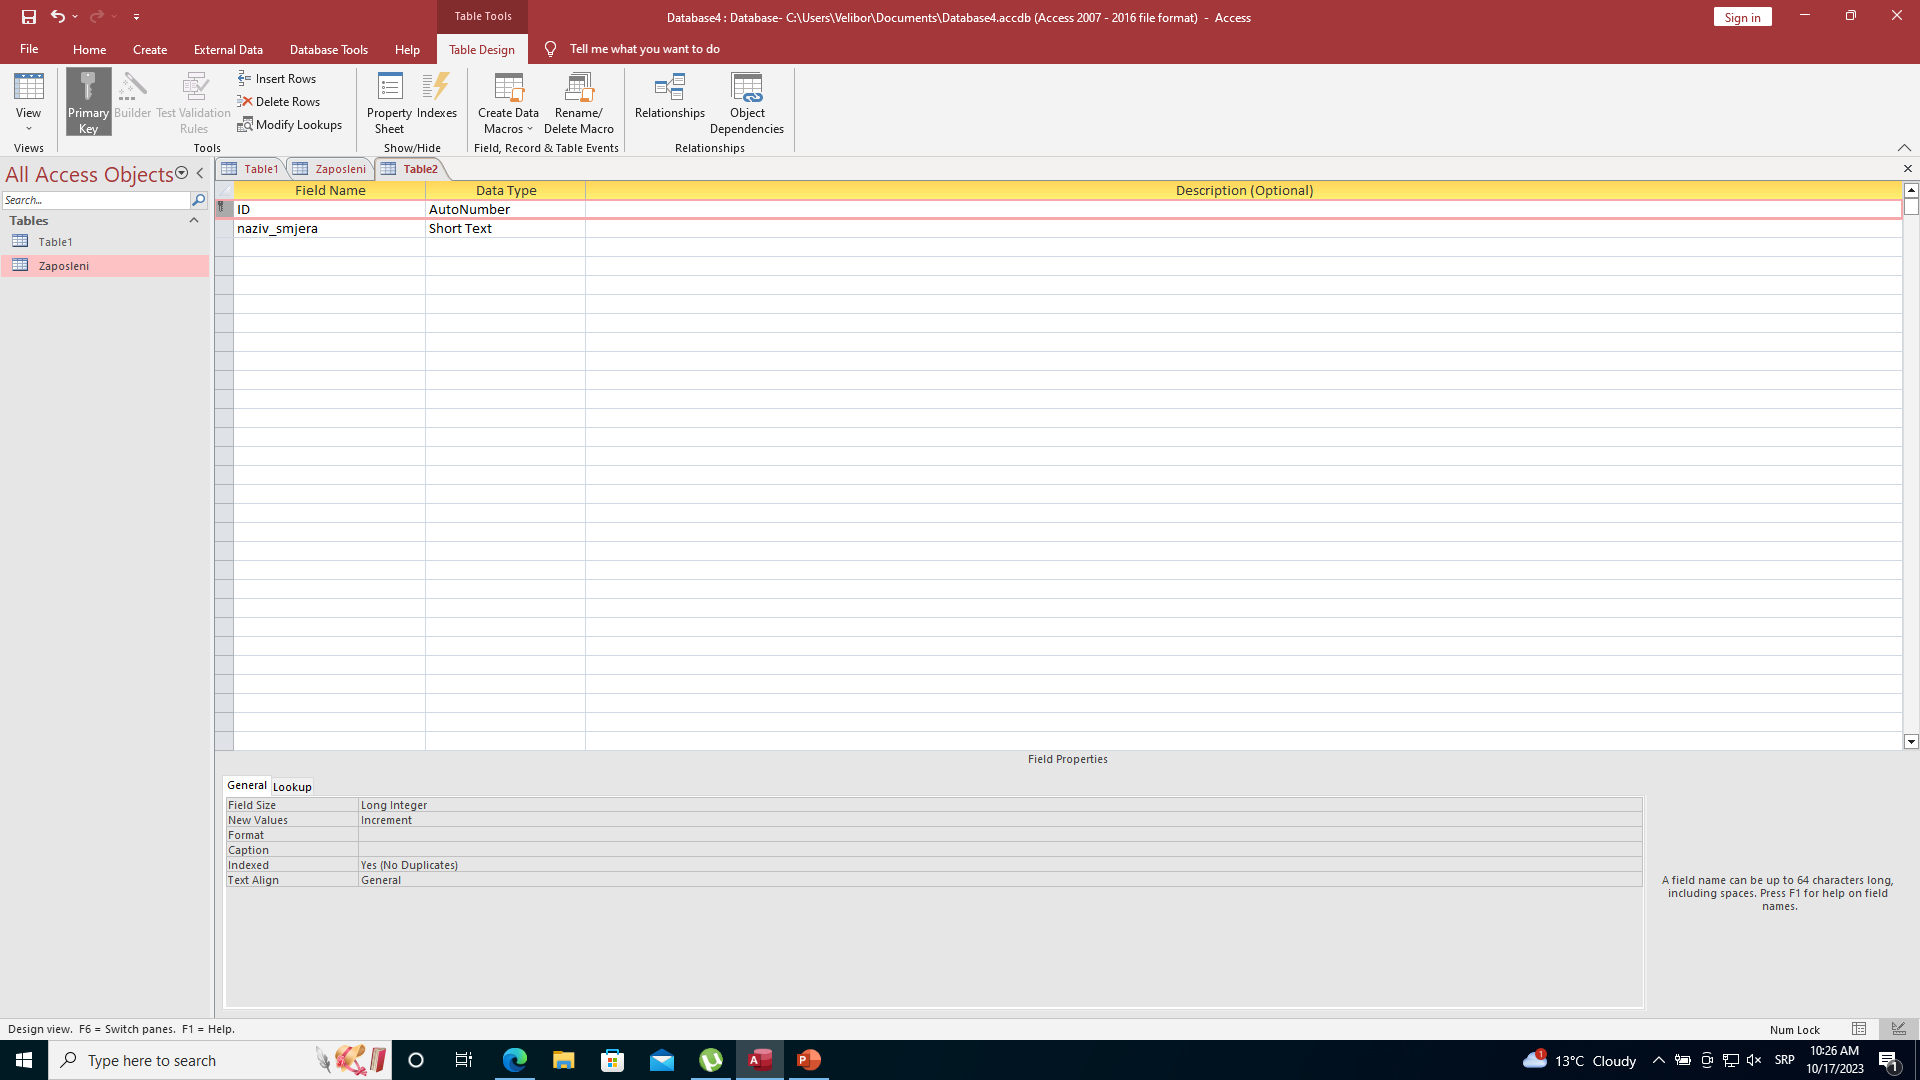 Table Tools
Database4 : Database- C:\Users\Velibor\Documents\Database4.accdb (Access 2007 - 2016 file format)  -  Access
Sign in
File
Home
Create
External Data
Database Tools
Help
Table Design
Tell me what you want to do
View
Primary Key
Builder
Test Validation Rules
Insert Rows
Delete Rows
Modify Lookups
Property Sheet
Indexes
Create Data Macros
Rename/ Delete Macro
Relationships
Object Dependencies
Views
Tools
Show/Hide
Field, Record & Table Events
Relationships
All Access Objects
Search...
Tables
Table1
Zaposleni
Table1
Zaposleni
Table2
Field Name
Data Type
Description (Optional)
ID
AutoNumber
naziv_smjera
Short Text
Field Properties
General
Lookup
Field Size
Long Integer
New Values
Increment
Format
Caption
Indexed
Yes (No Duplicates)
Text Align
General
A field name can be up to 64 characters long,
including spaces. Press F1 for help on field
names.
Design view.  F6 = Switch panes.  F1 = Help.
Num Lock
Type here to search
A
P
1
13°C  Cloudy
SRP
10:26 AM
10/17/2023
1